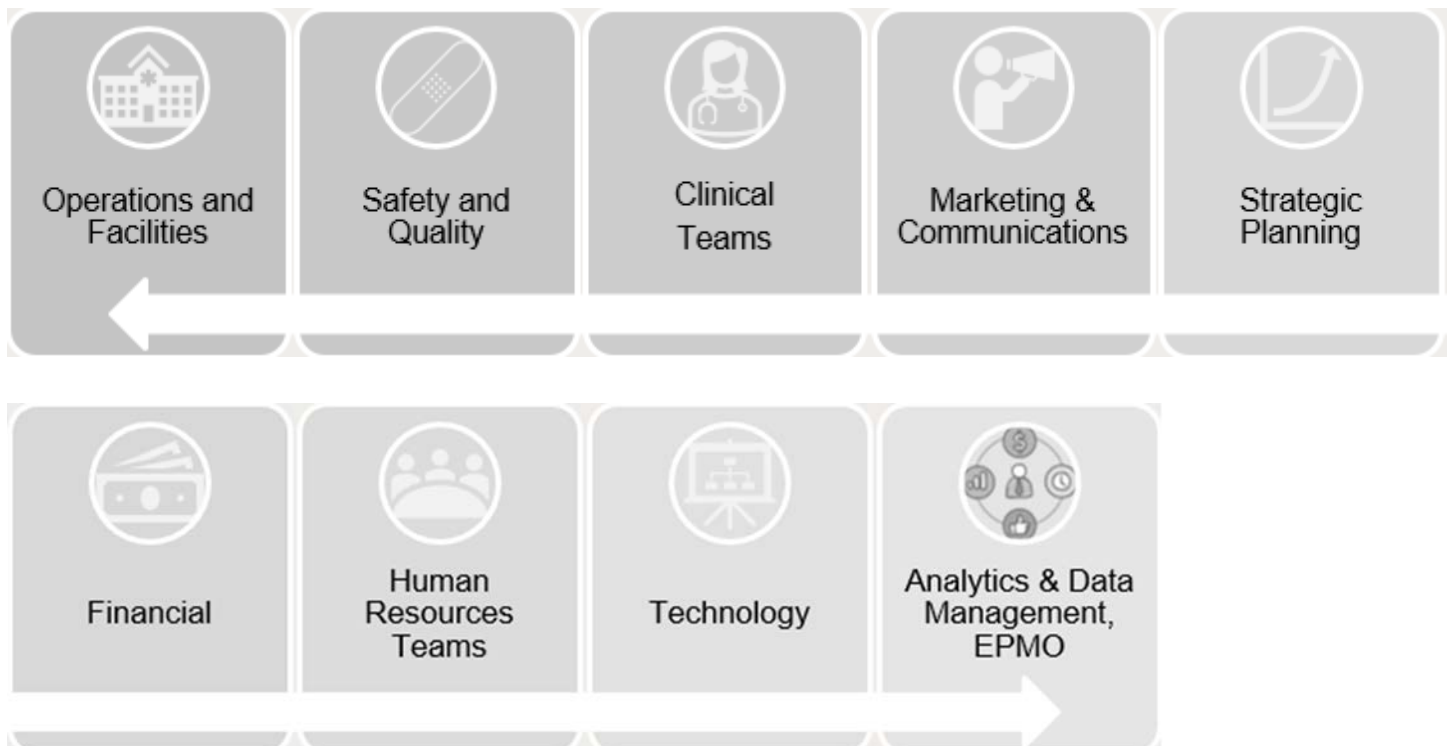 Operations and
Facilities
Safety and
Quality
Clinical
Teams
Marketing &
Communications
Strategic
Planning
Financial
Human
Resources
Teams
Technology
Analytics & Data
Management,
EPMO